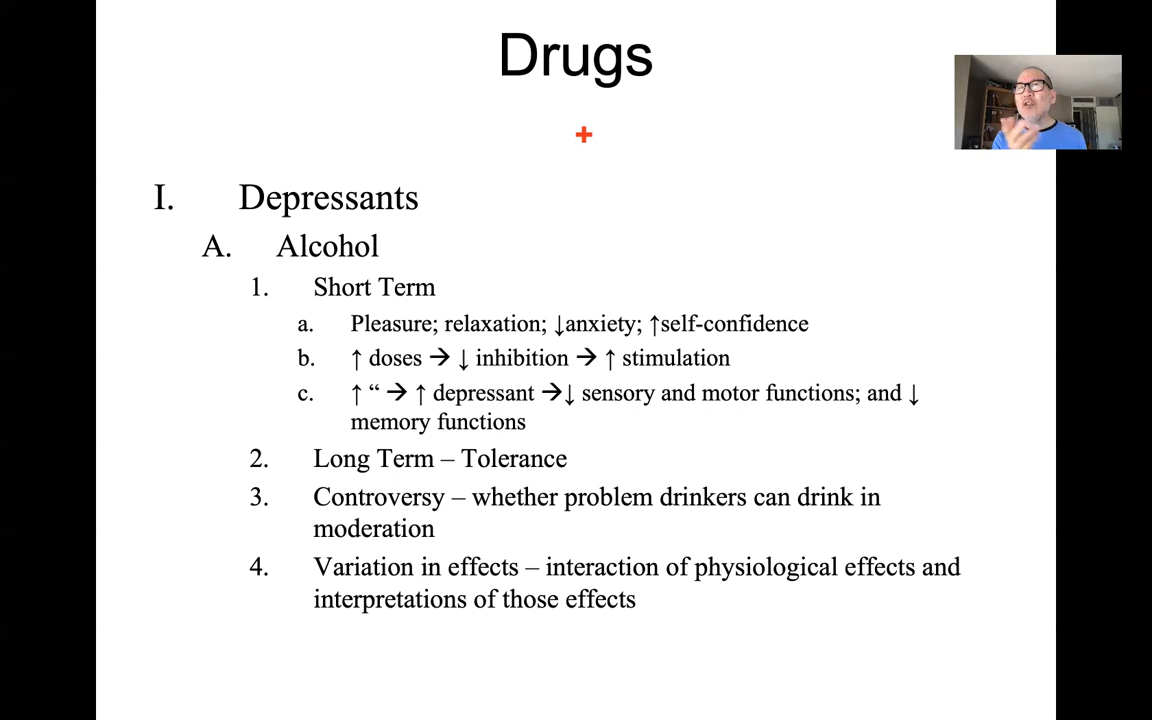 Drugs
I. Depressants
A. Alcohol
1. Short Term
a. Pleasure; relaxation; ↓anxiety; ↑self-confidence
b. ↑ doses → ↓ inhibition → ↑ stimulation
c. ↑ “ → ↑ depressant →↓ sensory and motor functions; and ↓
memory functions
2. Long Term – Tolerance
3. Controversy – whether problem drinkers can drink in
moderation
4. Variation in effects – interaction of physiological effects and
interpretations of those effects